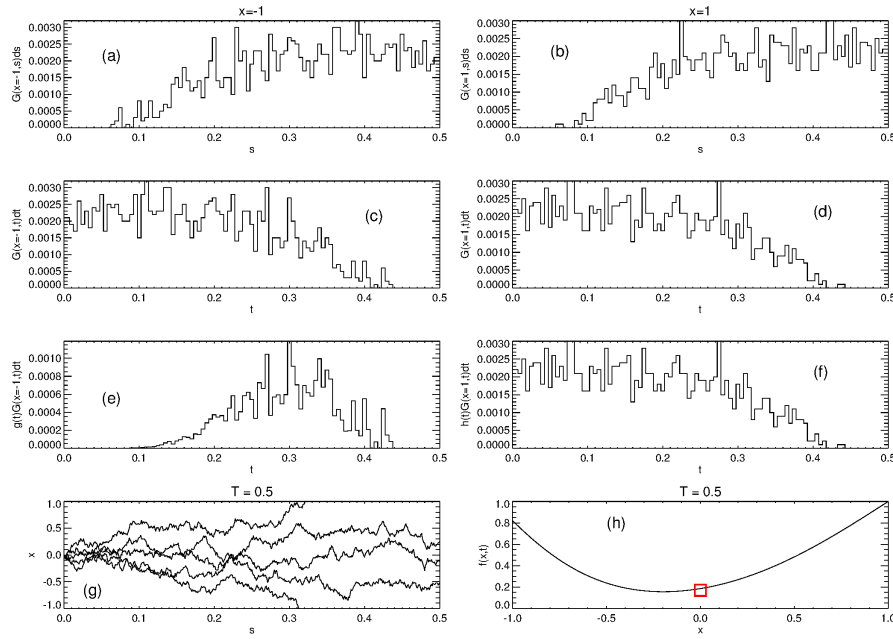 x=-1
G(x=-1,s)ds
0.0030
0.0025
0.0020
0.0015
0.0010
0.0005
0.0000
(a)
0.0 0.1 0.2 0.3 0.4 0.5
s
x=1
G(x=1,s)ds
0.0030
0.0025
0.0020
0.0015
0.0010
0.0005
0.0000
(b)
0.0 0.1 0.2 0.3 0.4 0.5
s
G(x=-1,t)dt
0.0030
0.0025
0.0020
0.0015
0.0010
0.0005
0.0000
(c)
0.0 0.1 0.2 0.3 0.4 0.5
t
G(x=1,t)dt
0.0030
0.0025
0.0020
0.0015
0.0010
0.0005
0.0000
(d)
0.0 0.1 0.2 0.3 0.4 0.5
t
g(t)G(x=-1,t)dt
0.0010
0.0008
0.0006
0.0004
0.0002
0.0000
(e)
0.0 0.1 0.2 0.3 0.4 0.5
t
h(t)G(x=1,t)dt
0.0030
0.0025
0.0020
0.0015
0.0010
0.0005
0.0000
(f)
0.0 0.1 0.2 0.3 0.4 0.5
t
T = 0.5
x
1.0
0.5
0.0
-0.5
-1.0
(g)
0.0 0.1 0.2 0.3 0.4 0.5
s
T = 0.5
f(x,t)
1.0
0.8
0.6
0.4
0.2
0.0
(h)
-1.0 -0.5 0.0 0.5 1.0
x